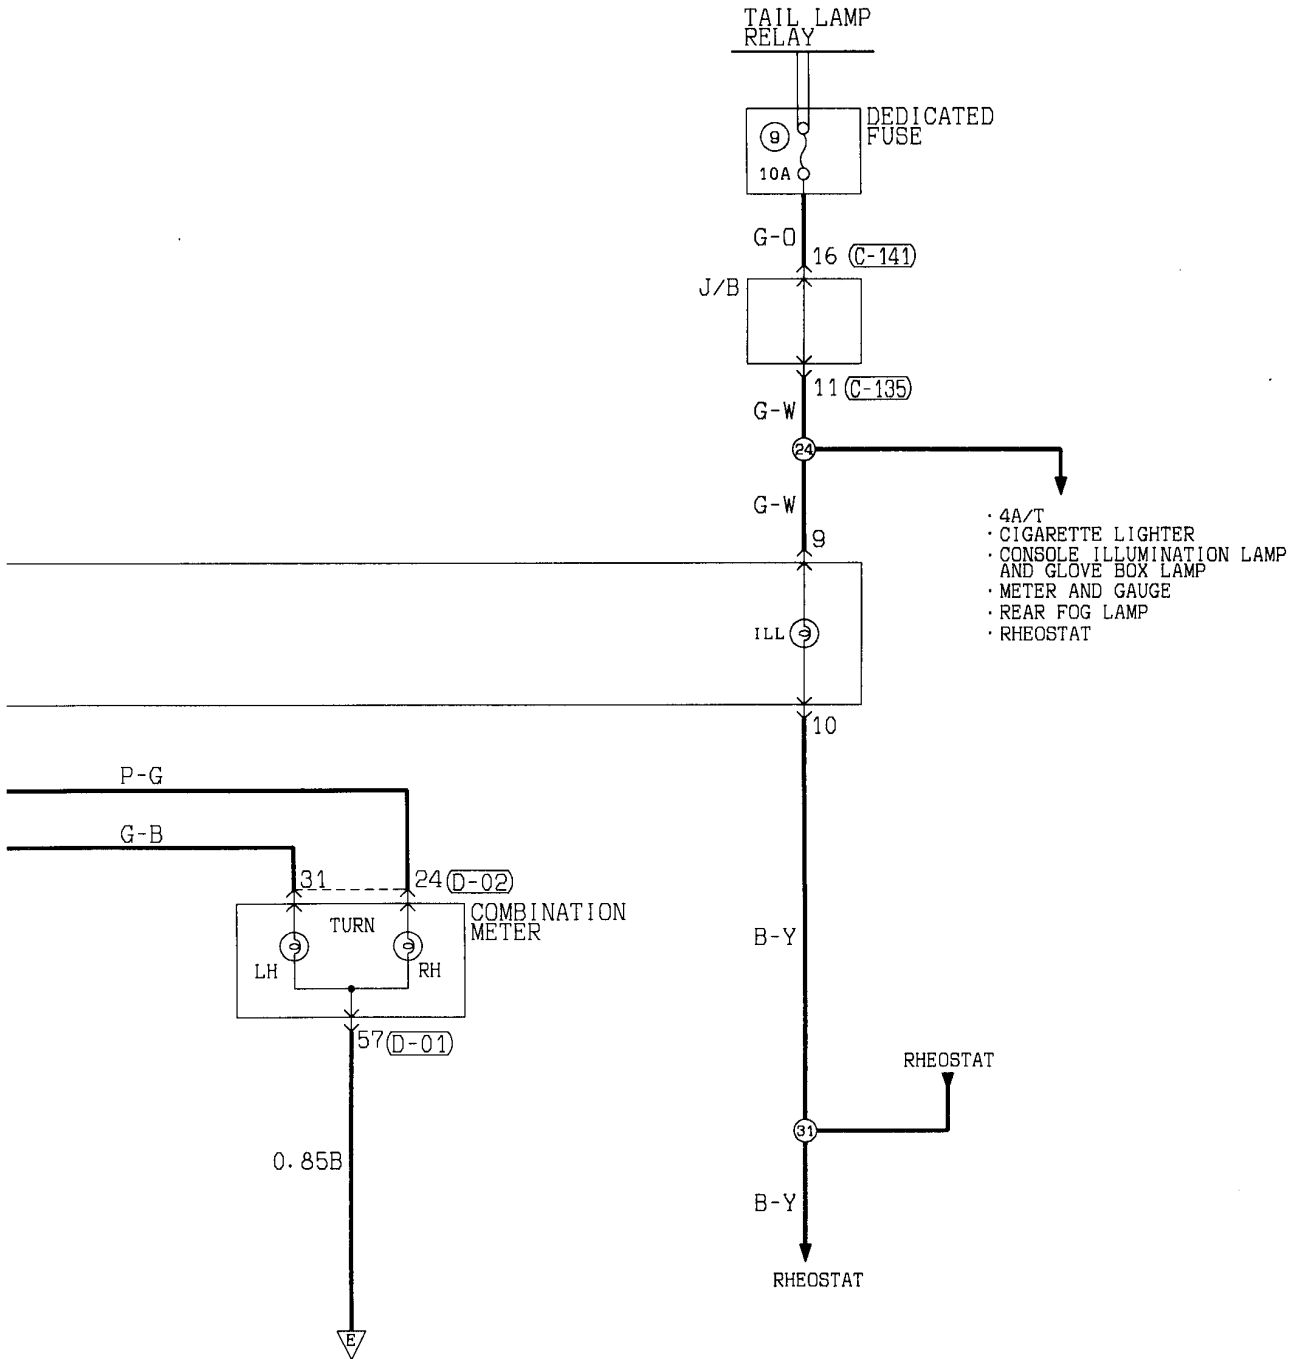 TAIL LAMP
RELAY
DEDICATED
FUSE
9
10A
G-O
16 C-141
J/B
11 C-135
G-W
24
G-W
· 4A/T
· CIGARETTE LIGHTER
· CONSOLE ILLUMINATION LAMP
AND GLOVE BOX LAMP
· METER AND GAUGE
· REAR FOG LAMP
· RHEOSTAT
9
ILL
10
P-G
G-B
31
24 D-02
COMBINATION
METER
TURN
LH
RH
B-Y
57 D-01
RHEOSTAT
31
0.85B
B-Y
RHEOSTAT
E